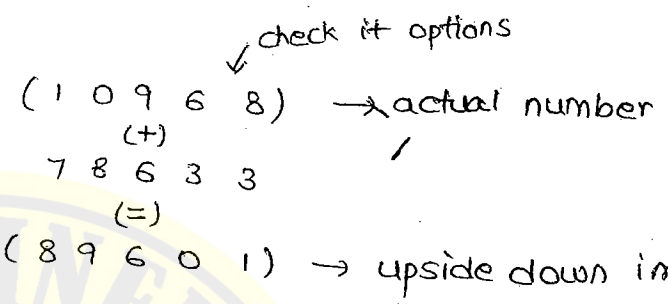 check it options
(1 0 9 6 8) → actual number
(+)
7 8 6 3 3
(=)
(8 9 6 0 1) → upside down in